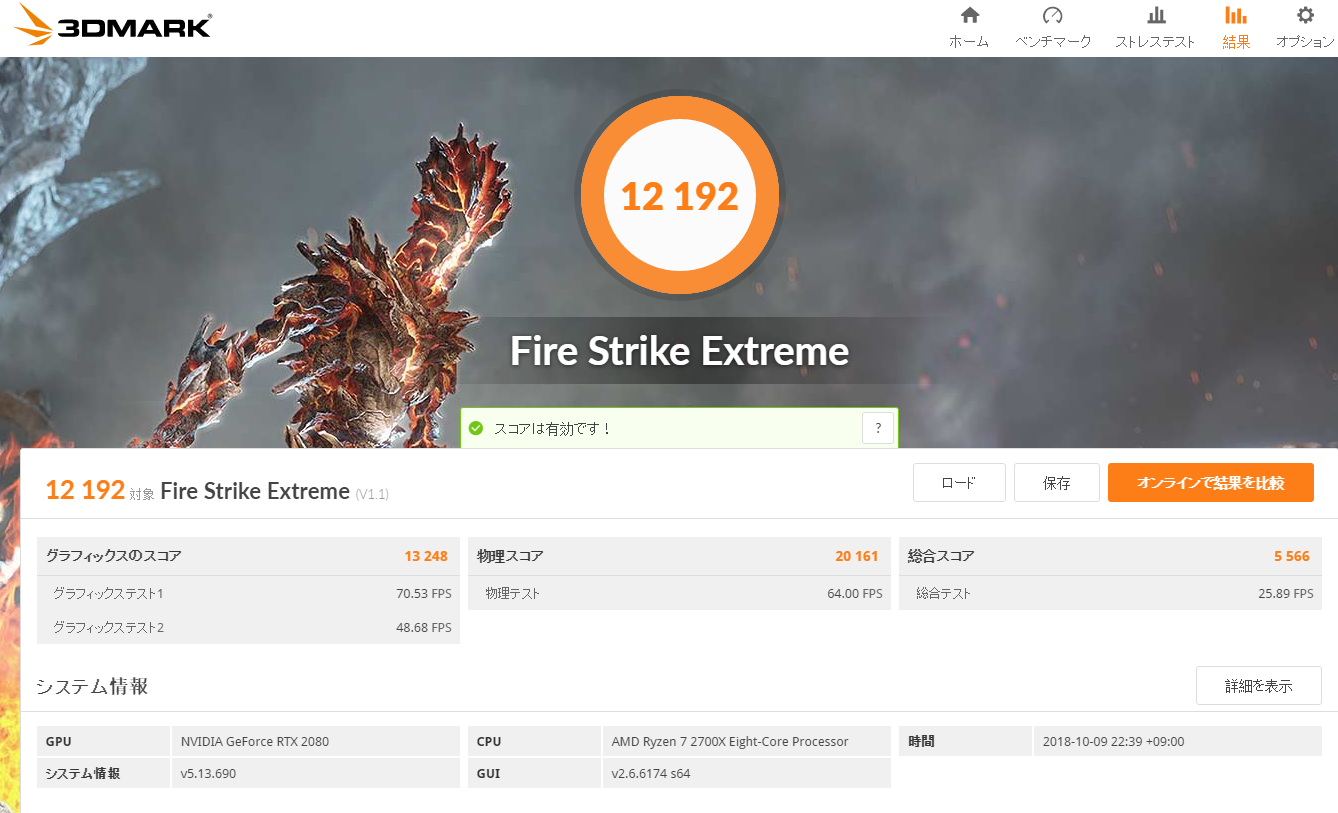 3DMARK
ホーム ベンチマーク ストレステスト 結果 オプション
12 192
Fire Strike Extreme
スコアは有効です！ ?
12 192 対象 Fire Strike Extreme (V1.1) ロード 保存 オンラインで結果を比較
グラフィックスのスコア 13 248 物理スコア 20 161 総合スコア 5 566
グラフィックステスト1 70.53 FPS 物理テスト 64.00 FPS 総合テスト 25.89 FPS
グラフィックステスト2 48.68 FPS
システム情報 詳細を表示
GPU NVIDIA GeForce RTX 2080 CPU AMD Ryzen 7 2700X Eight-Core Processor 時間 2018-10-09 22:39 +09:00
システム情報 v5.13.690 GUI v2.6.6174 s64